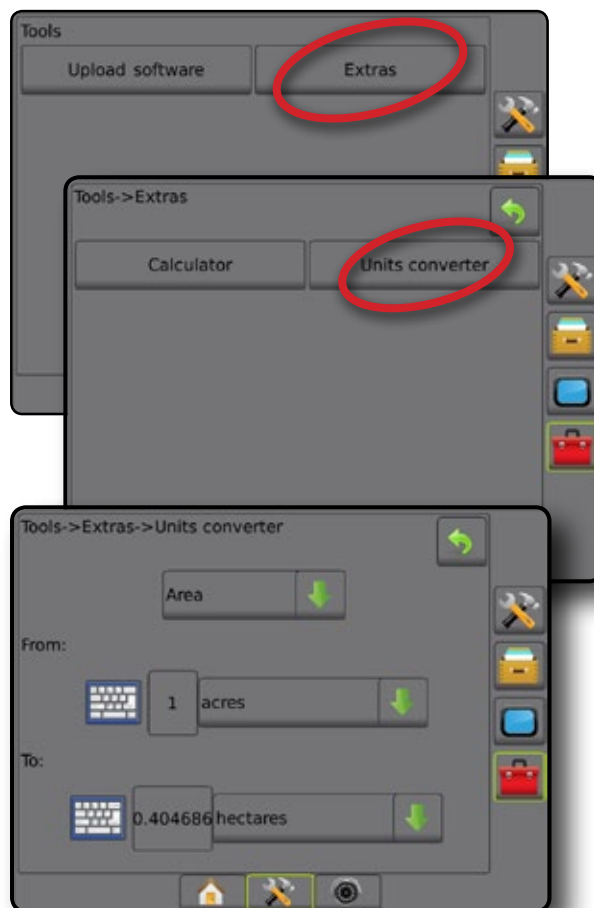 Tools
Upload software Extras
Tools->Extras
Calculator Units converter
Tools->Extras->Units converter
Area
From:
1 acres
To:
0.404686 hectares